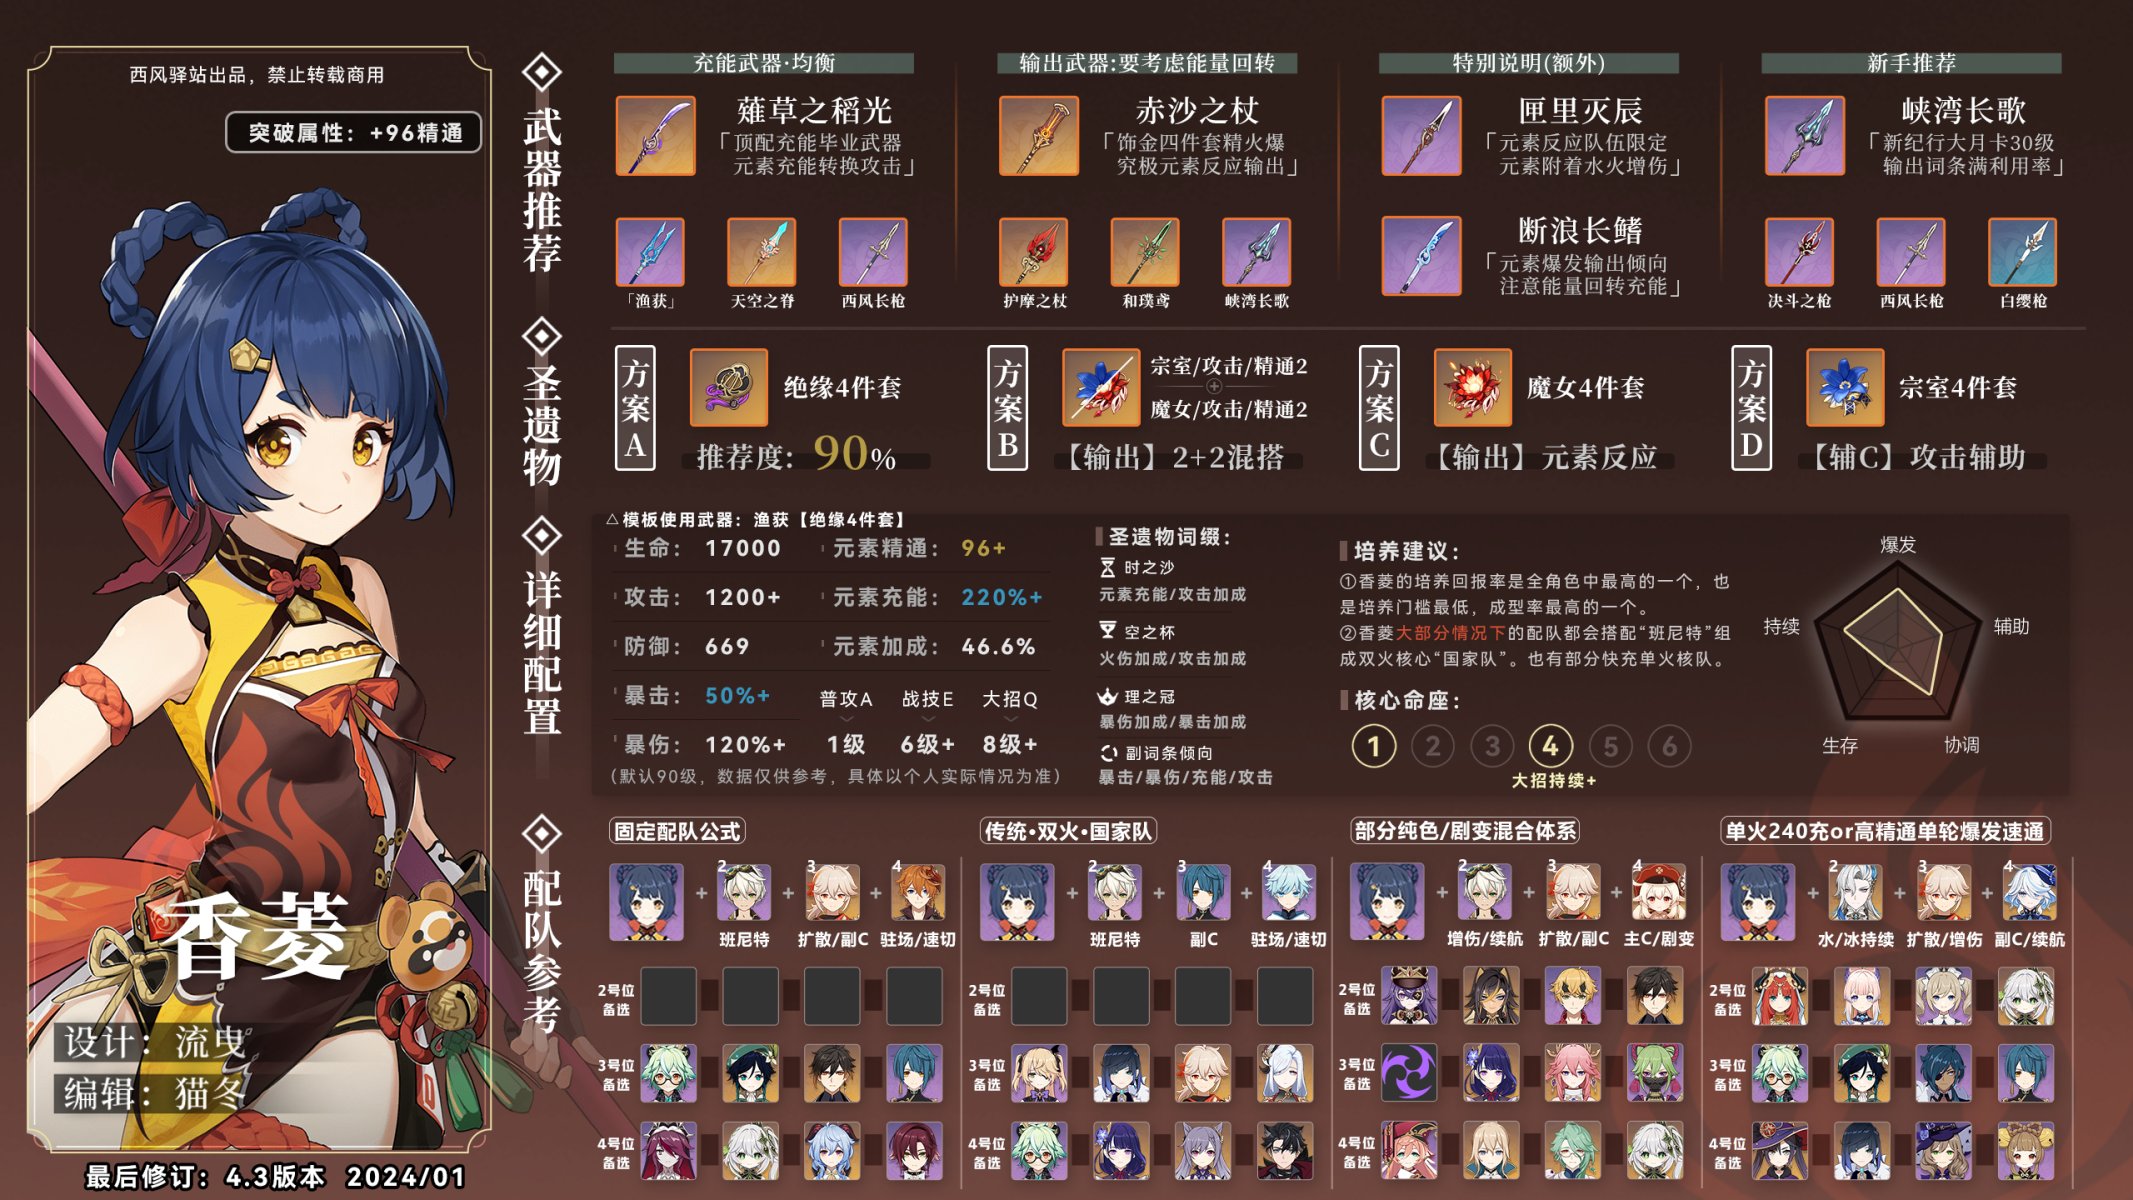 西风驿站出品，禁止转载商用
突破属性：+96精通
香菱
设计：流曳
编辑：猫冬
最后修订：4.3版本 2024/01
武器推荐
充能武器·均衡
薙草之稻光
「顶配充能毕业武器
元素充能转换攻击」
「渔获」
天空之脊
西风长枪
输出武器:要考虑能量回转
赤沙之杖
「饰金四件套精火爆
究极元素反应输出」
护摩之杖
和璞鸢
峡湾长歌
特别说明(额外)
匣里灭辰
「元素反应队伍限定
元素附着水火增伤」
断浪长鳍
「元素爆发输出倾向
注意能量回转充能」
新手推荐
峡湾长歌
「新纪行大月卡30级
输出词条满利用率」
决斗之枪
西风长枪
白缨枪
圣遗物
方案A
绝缘4件套
推荐度：90%
方案B
宗室/攻击/精通2
魔女/攻击/精通2
【输出】2+2混搭
方案C
魔女4件套
【输出】元素反应
方案D
宗室4件套
【辅C】攻击辅助
详细配置
△模板使用武器：渔获【绝缘4件套】
生命：17000 元素精通：96+
攻击：1200+ 元素充能：220%+
防御：669 元素加成：46.6%
暴击：50%+ 普攻A 战技E 大招Q
暴伤：120%+ 1级 6级+ 8级+
(默认90级，数据仅供参考，具体以个人实际情况为准)
圣遗物词缀：
时之沙
元素充能/攻击加成
空之杯
火伤加成/攻击加成
理之冠
暴伤加成/暴击加成
副词条倾向
暴击/暴伤/充能/攻击
培养建议：
①香菱的培养回报率是全角色中最高的一个，也
是培养门槛最低，成型率最高的一个。
②香菱大部分情况下的配队都会搭配“班尼特”组
成双火核心“国家队”。也有部分快充单火核队。
核心命座：
1 2 3 4 5 6
大招持续+
爆发
辅助
协调
生存
持续
配队参考
固定配队公式
+ 2 + 3 + 4
班尼特 扩散/副C 驻场/速切
2号位
备选
3号位
备选
4号位
备选
传统·双火·国家队
+ 2 + 3 + 4
班尼特 副C 驻场/速切
2号位
备选
3号位
备选
4号位
备选
部分纯色/剧变混合体系
+ 2 + 3 + 4
增伤/续航 扩散/副C 主C/剧变
2号位
备选
3号位
备选
4号位
备选
单火240充or高精通单轮爆发速通
+ 2 + 3 + 4
水/冰持续 扩散/增伤 副C/续航
2号位
备选
3号位
备选
4号位
备选